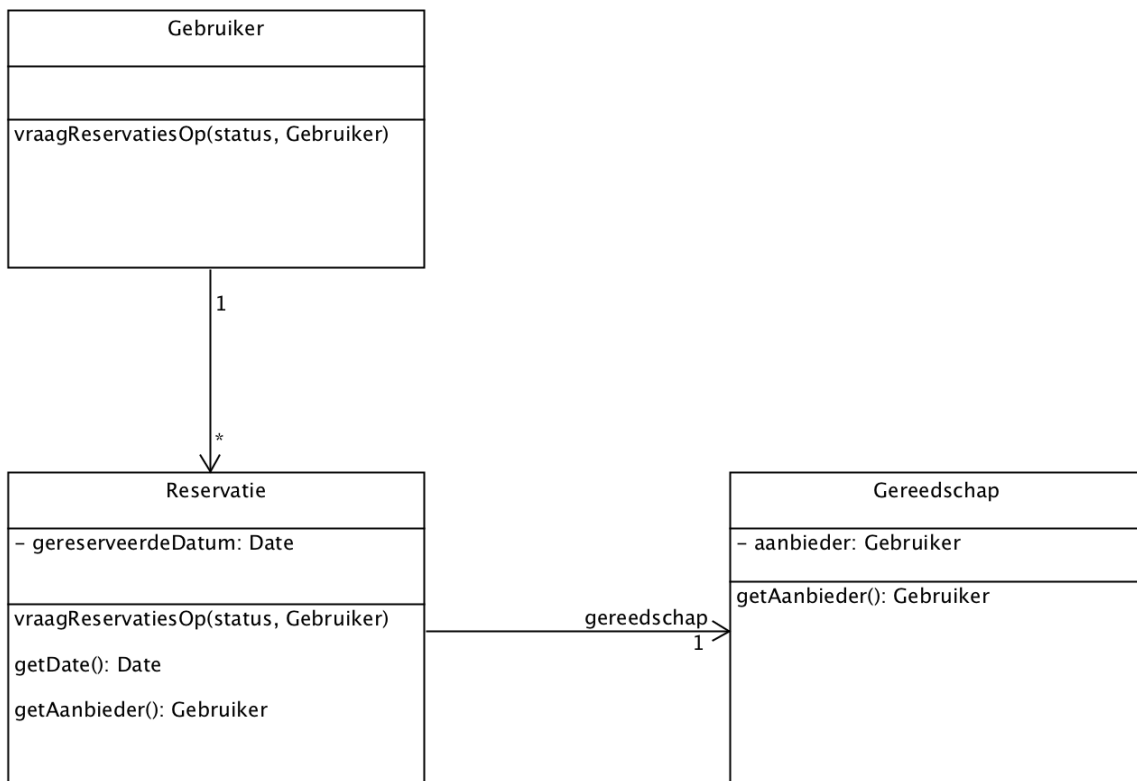 Gebruiker
vraagReservatiesOp(status, Gebruiker)
1
*
Reservatie
- gereserveerdeDatum: Date
vraagReservatiesOp(status, Gebruiker)
getDate(): Date
getAanbieder(): Gebruiker
gereedschap
1
Gereedschap
- aanbieder: Gebruiker
getAanbieder(): Gebruiker